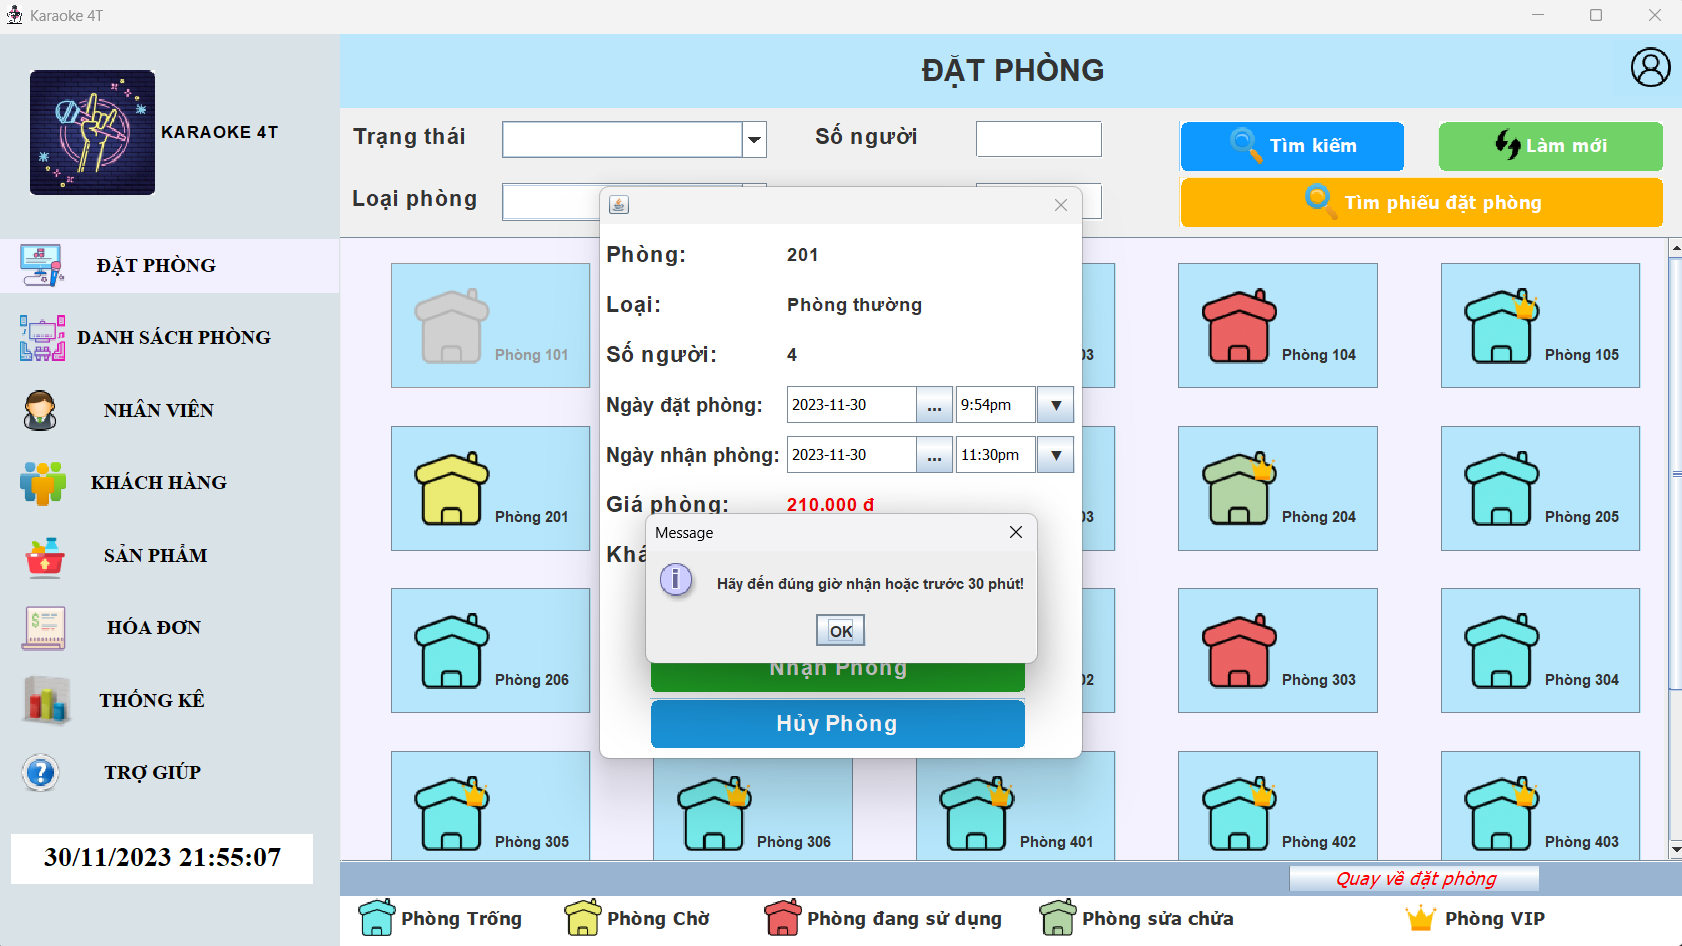 Karaoke 4T
ĐẶT PHÒNG
KARAOKE 4T
Trạng thái
Số người
Tìm kiếm
Làm mới
Loại phòng
Tìm phiếu đặt phòng
ĐẶT PHÒNG
DANH SÁCH PHÒNG
NHÂN VIÊN
KHÁCH HÀNG
SẢN PHẨM
HÓA ĐƠN
THỐNG KÊ
TRỢ GIÚP
30/11/2023 21:55:07
Phòng: 201
Loại: Phòng thường
Số người: 4
Ngày đặt phòng: 2023-11-30 ... 9:54pm
Ngày nhận phòng: 2023-11-30 ... 11:30pm
Giá phòng: 210.000 đ
Khá
Message
Hãy đến đúng giờ nhận hoặc trước 30 phút!
OK
Nhận Phòng
Hủy Phòng
Phòng 101
03
Phòng 104
Phòng 105
Phòng 201
03
Phòng 204
Phòng 205
Phòng 206
02
Phòng 303
Phòng 304
Phòng 305
Phòng 306
Phòng 401
Phòng 402
Phòng 403
Quay về đặt phòng
Phòng Trống
Phòng Chờ
Phòng đang sử dụng
Phòng sửa chửa
Phòng VIP